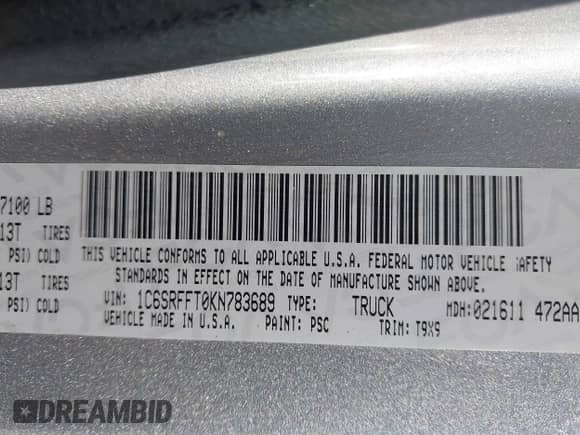 7100 LB
13T TIRES
PSI) COLD
13T TIRES
PSI) COLD
THIS VEHICLE CONFORMS TO ALL APPLICABLE U.S.A. FEDERAL MOTOR VEHICLE SAFETY
STANDARDS IN EFFECT ON THE DATE OF MANUFACTURE SHOWN ABOVE.
VIN: 1C6SRFFT0KN783689 TYPE: TRUCK MDH:021611 472AA
VEHICLE MADE IN U.S.A. PAINT: PSC TRIM: T9X9
DREAMBID